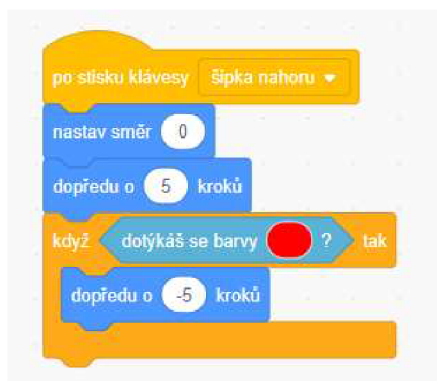 po stisku klávesy šipka nahoru
nastav směr 0
dopředu o 5 kroků
když dotýkáš se barvy ? tak
dopředu o -5 kroků